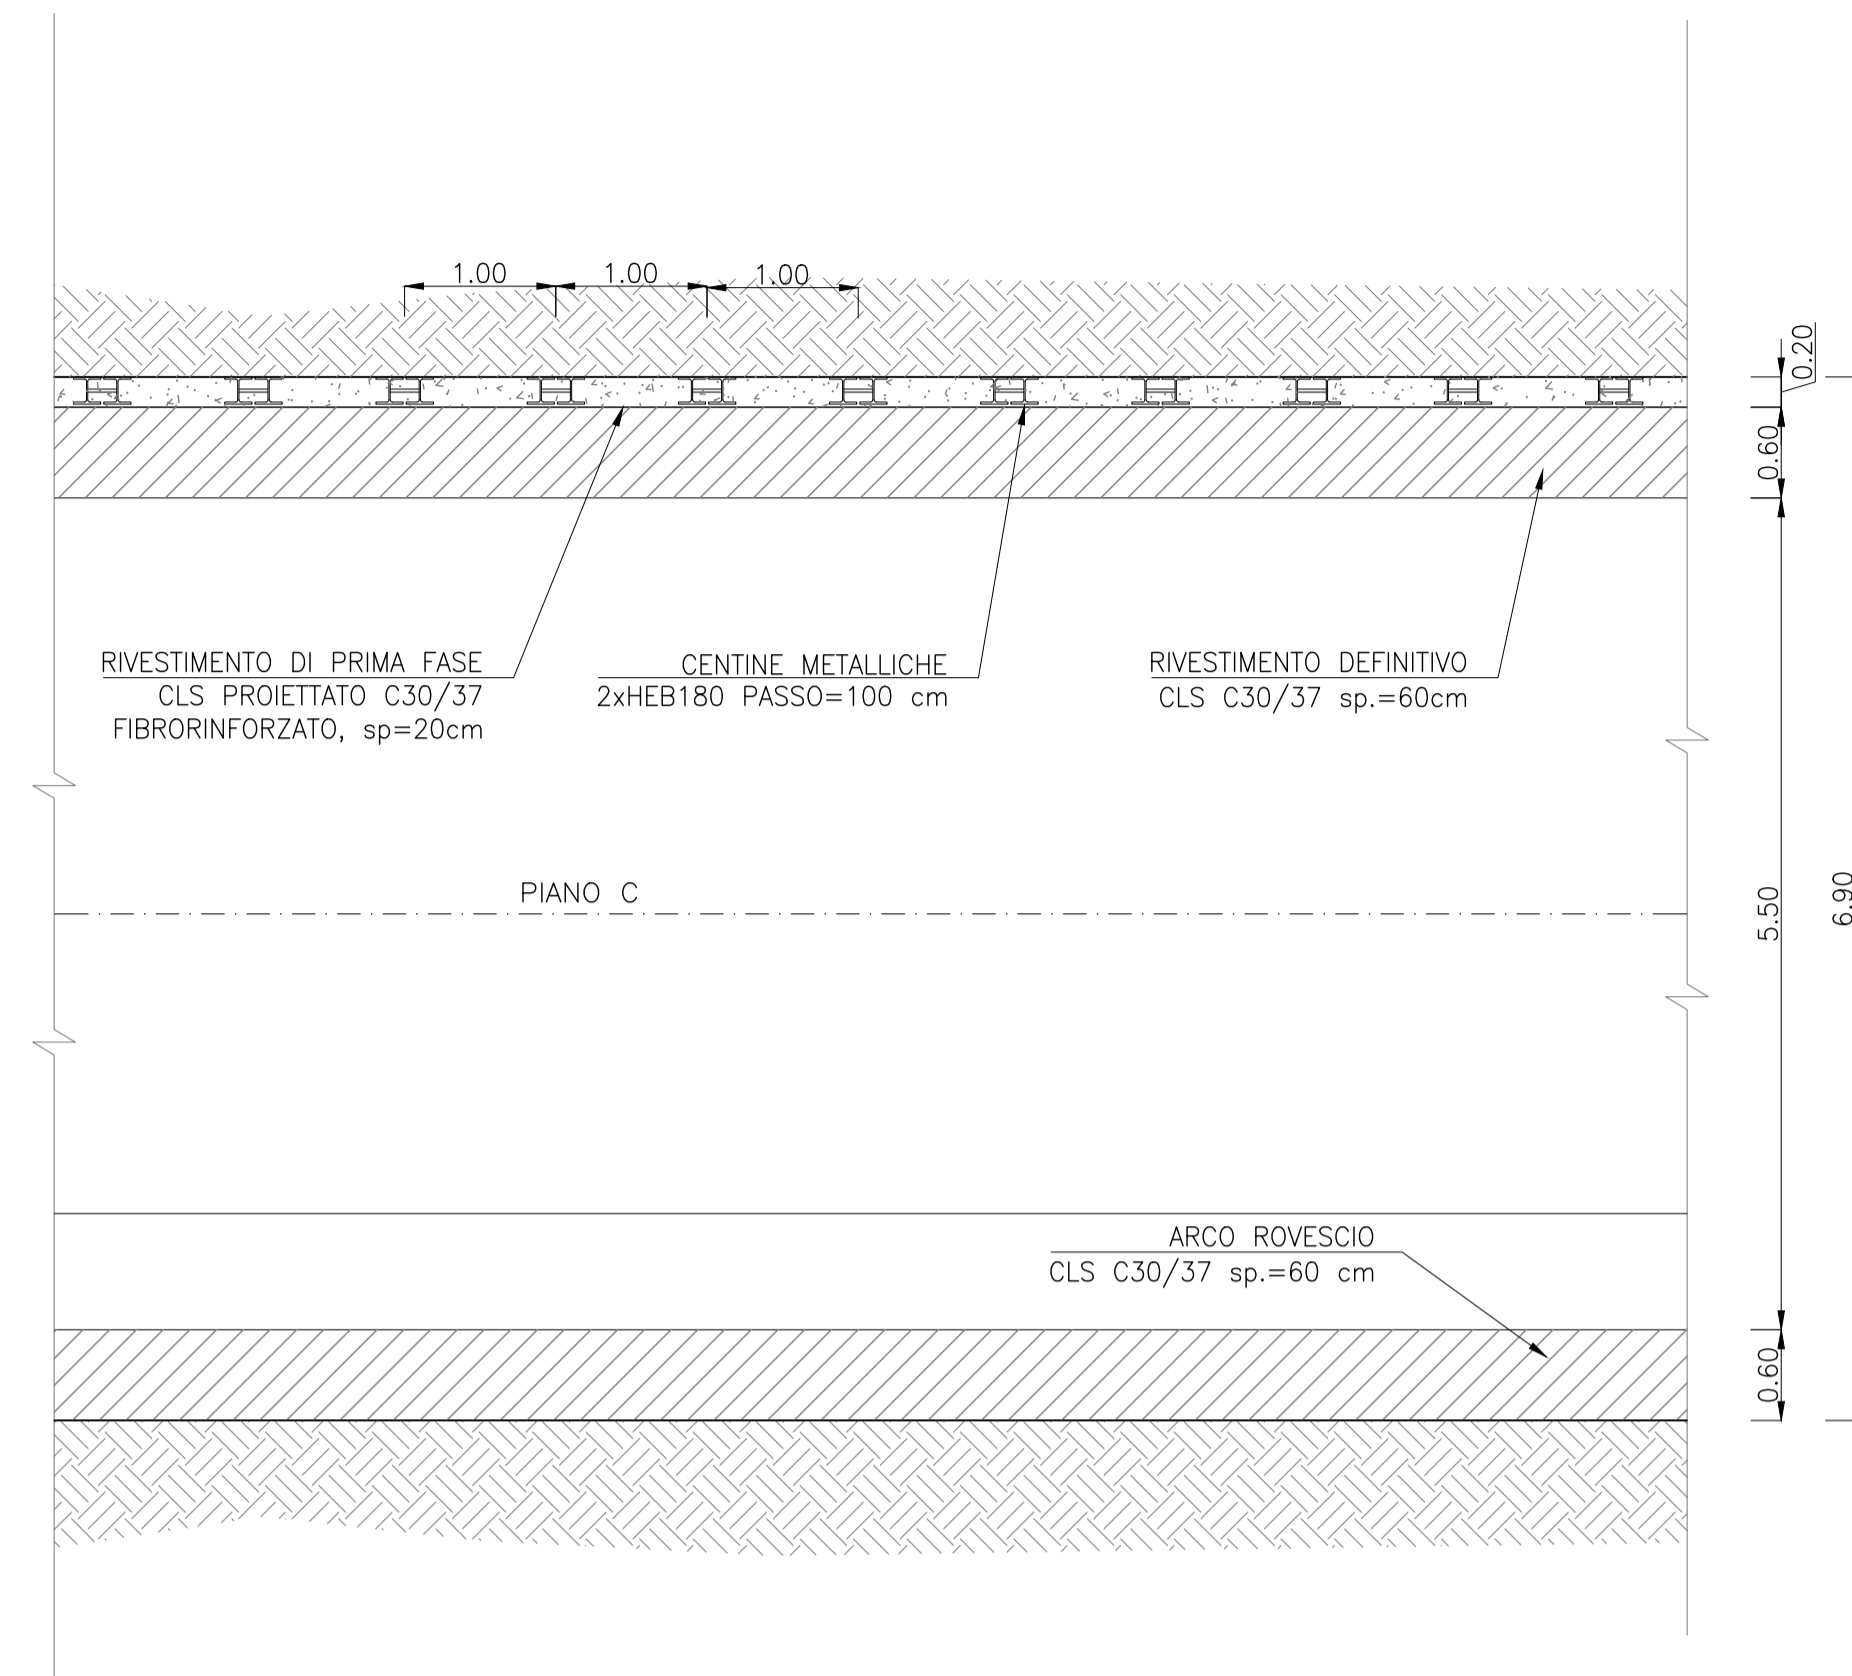 1.00
1.00
1.00
0.20
0.60
RIVESTIMENTO DI PRIMA FASE
CLS PROIETTATO C30/37
FIBRORINFORZATO, sp=20cm
CENTINE METALLICHE
2xHEB180 PASSO=100 cm
RIVESTIMENTO DEFINITIVO
CLS C30/37 sp.=60cm
PIANO C
5.50
6.90
ARCO ROVESCIO
CLS C30/37 sp.=60 cm
0.60